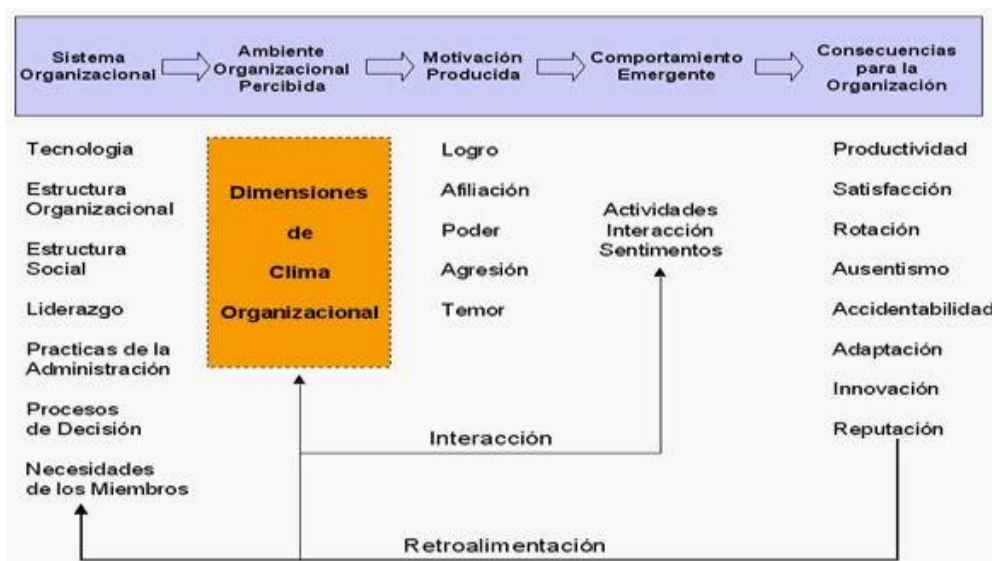 Sistema
Organizacional
Ambiente
Organizacional
Percibida
Motivación
Producida
Comportamiento
Emergente
Consecuencias
para la
Organización
Tecnologia
Estructura
Organizacional
Estructura
Social
Liderazgo
Practicas de la
Administración
Procesos
de Decisión
Necesidades
de los Miembros
Dimensiones
de
Clima
Organizacional
Logro
Afiliación
Poder
Agresión
Temor
Actividades
Interacción
Sentimentos
Productividad
Satisfacción
Rotación
Ausentismo
Accidentabilidad
Adaptación
Innovación
Reputación
Interacción
Retroalimentación